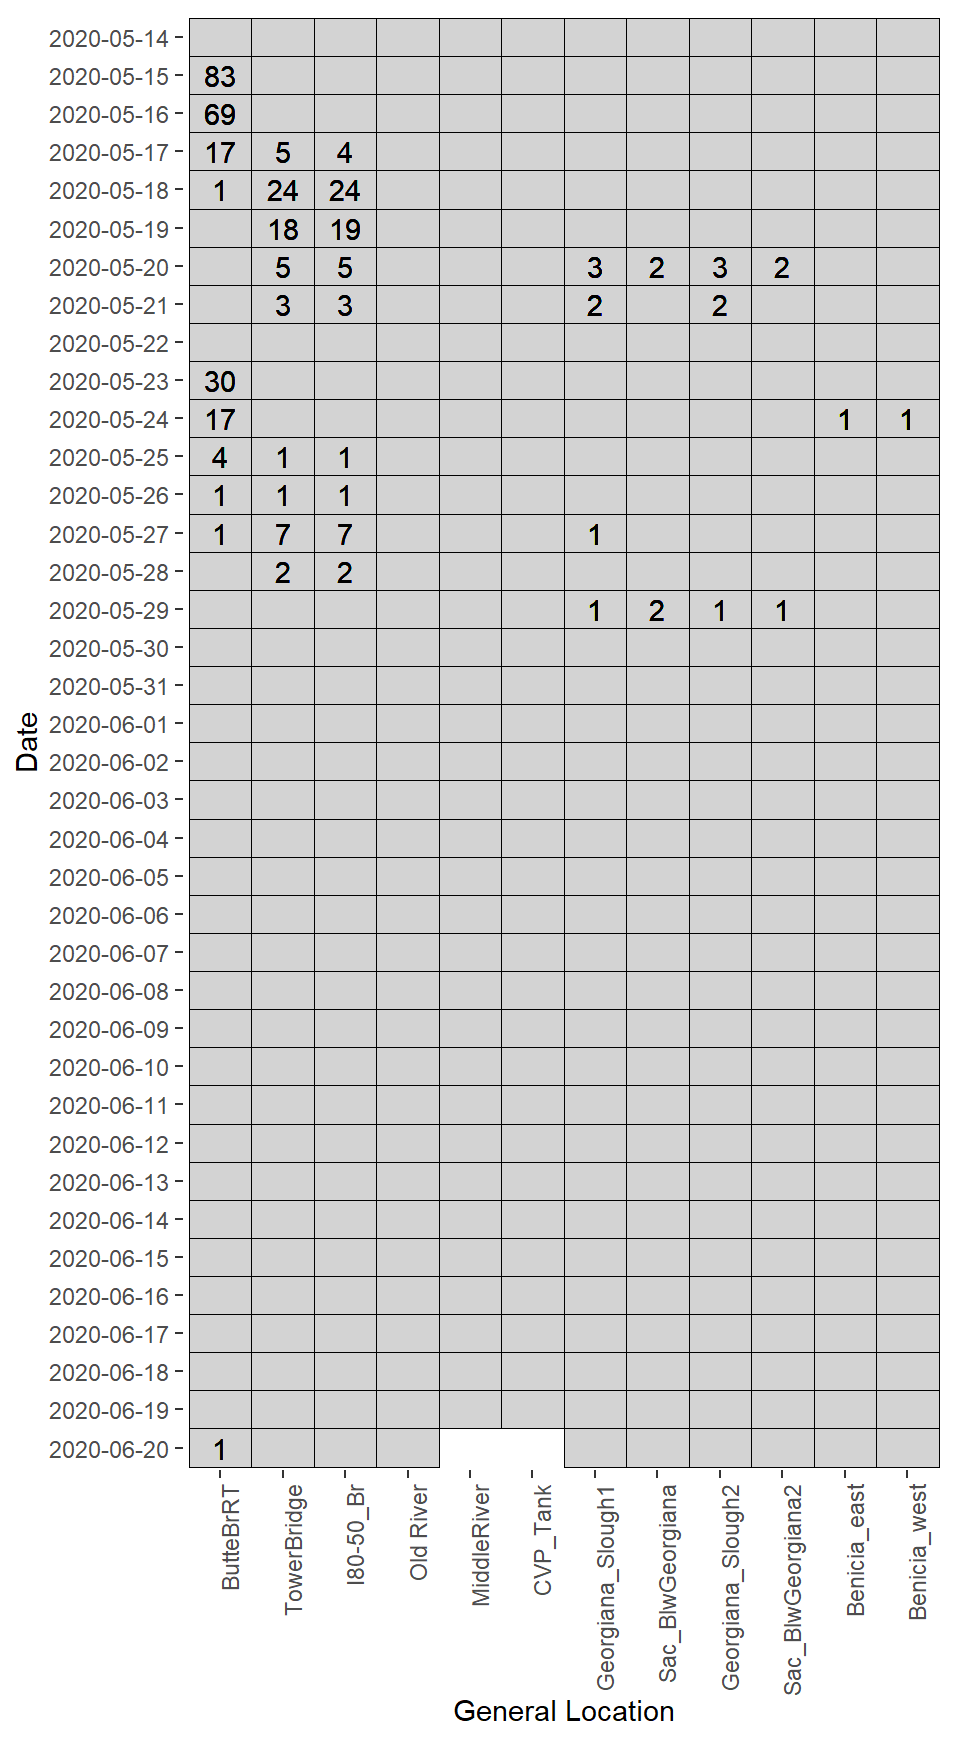 2020-05-14
2020-05-15 83
2020-05-16 69
2020-05-17 17 5 4
2020-05-18 1 24 24
2020-05-19 18 19
2020-05-20 5 5 3 2 3 2
2020-05-21 3 3 2 2
2020-05-22
2020-05-23 30
2020-05-24 17 1 1
2020-05-25 4 1 1
2020-05-26 1 1 1
2020-05-27 1 7 7 1
2020-05-28 2 2
2020-05-29 1 2 1 1
2020-05-30
2020-05-31
2020-06-01
Date
2020-06-02
2020-06-03
2020-06-04
2020-06-05
2020-06-06
2020-06-07
2020-06-08
2020-06-09
2020-06-10
2020-06-11
2020-06-12
2020-06-13
2020-06-14
2020-06-15
2020-06-16
2020-06-17
2020-06-18
2020-06-19
2020-06-20 1
ButteBrRT
TowerBridge
I80-50_Br
Old River
MiddleRiver
CVP_Tank
Georgiana_Slough1
Sac_BlwGeorgiana
Georgiana_Slough2
Sac_BlwGeorgiana2
Benicia_east
Benicia_west
General Location